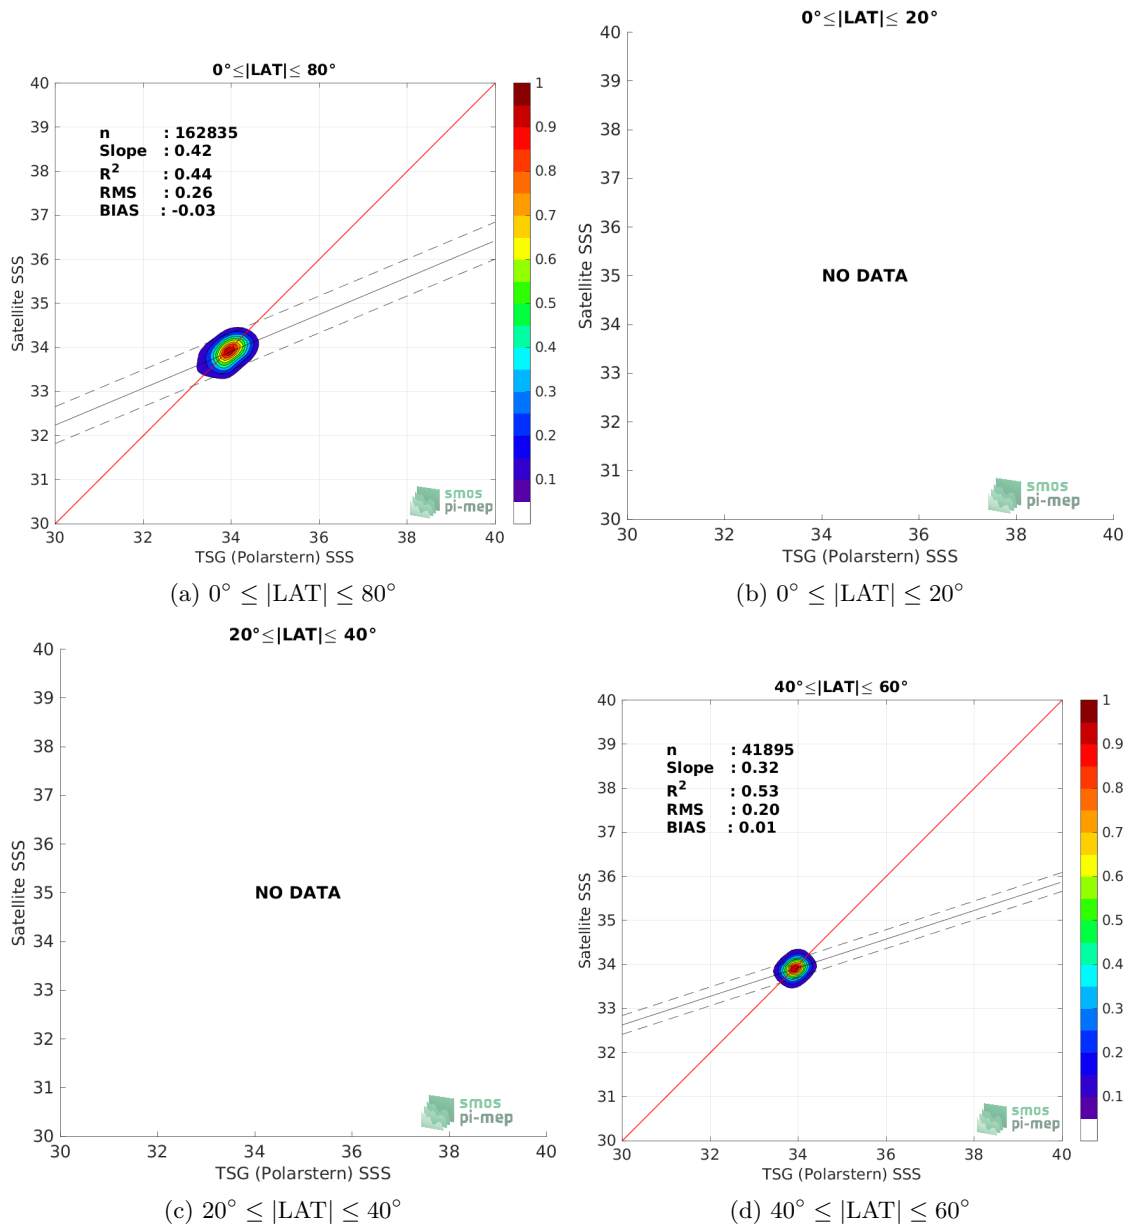 0°≤|LAT|≤ 80°
40
39
38
37
36
35
34
33
32
31
30
Satellite SSS
n : 162835
Slope : 0.42
R2 : 0.44
RMS : 0.26
BIAS : -0.03
1
0.9
0.8
0.7
0.6
0.5
0.4
0.3
0.2
0.1
smos
pi-mep
30 32 34 36 38 40
TSG (Polarstern) SSS
(a) 0° ≤ |LAT| ≤ 80°
0°≤|LAT|≤ 20°
40
39
38
37
36
35
34
33
32
31
30
Satellite SSS
NO DATA
smos
pi-mep
30 32 34 36 38 40
TSG (Polarstern) SSS
(b) 0° ≤ |LAT| ≤ 20°
20°≤|LAT|≤ 40°
40
39
38
37
36
35
34
33
32
31
30
Satellite SSS
NO DATA
smos
pi-mep
30 32 34 36 38 40
TSG (Polarstern) SSS
(c) 20° ≤ |LAT| ≤ 40°
40°≤|LAT|≤ 60°
40
39
38
37
36
35
34
33
32
31
30
Satellite SSS
n : 41895
Slope : 0.32
R2 : 0.53
RMS : 0.20
BIAS : 0.01
1
0.9
0.8
0.7
0.6
0.5
0.4
0.3
0.2
0.1
smos
pi-mep
30 32 34 36 38 40
TSG (Polarstern) SSS
(d) 40° ≤ |LAT| ≤ 60°